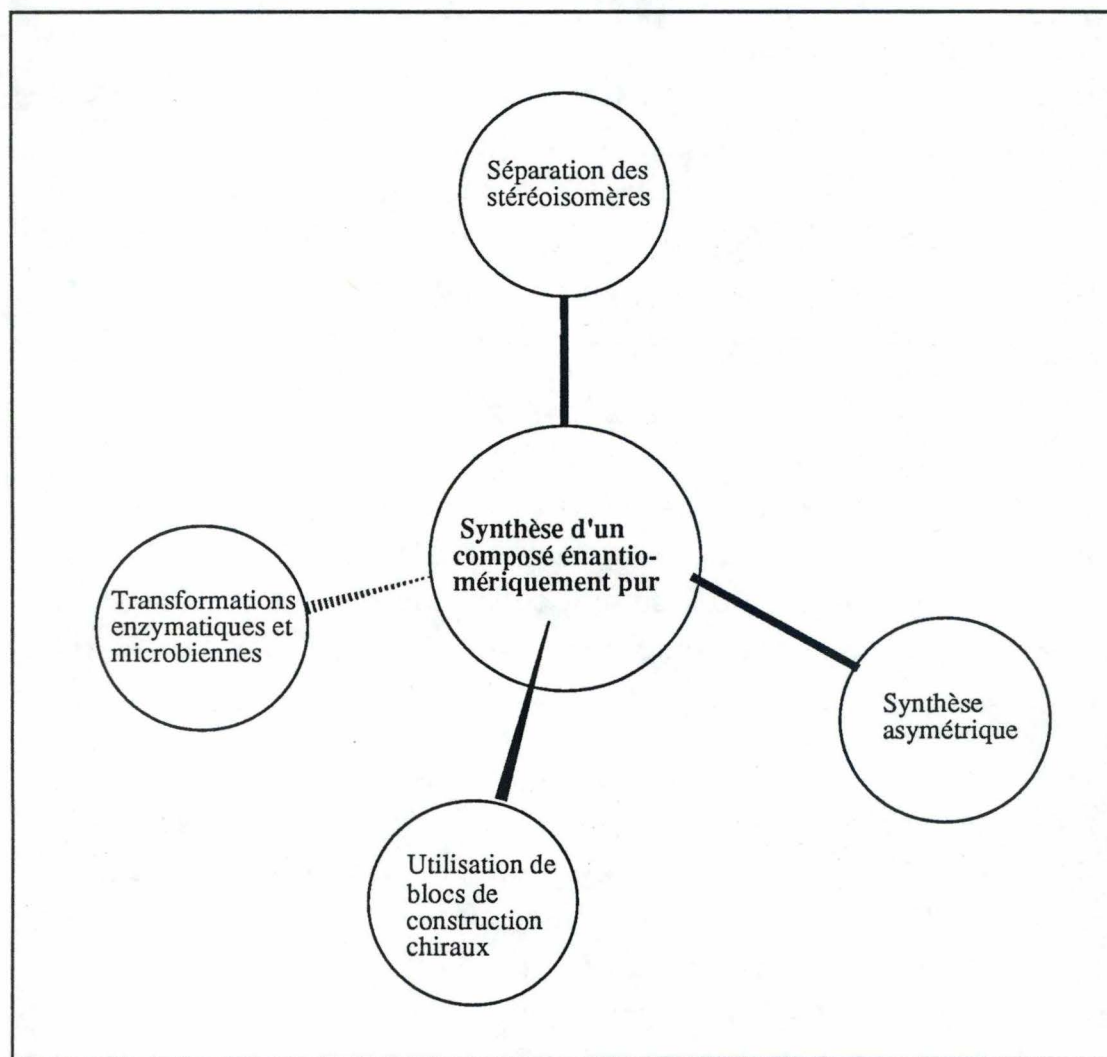 Séparation des
stéréoisomères
Synthèse d'un
composé énantio-
mériquement pur
Transformations
enzymatiques et
microbiennes
Synthèse
asymétrique
Utilisation de
blocs de
construction
chiraux